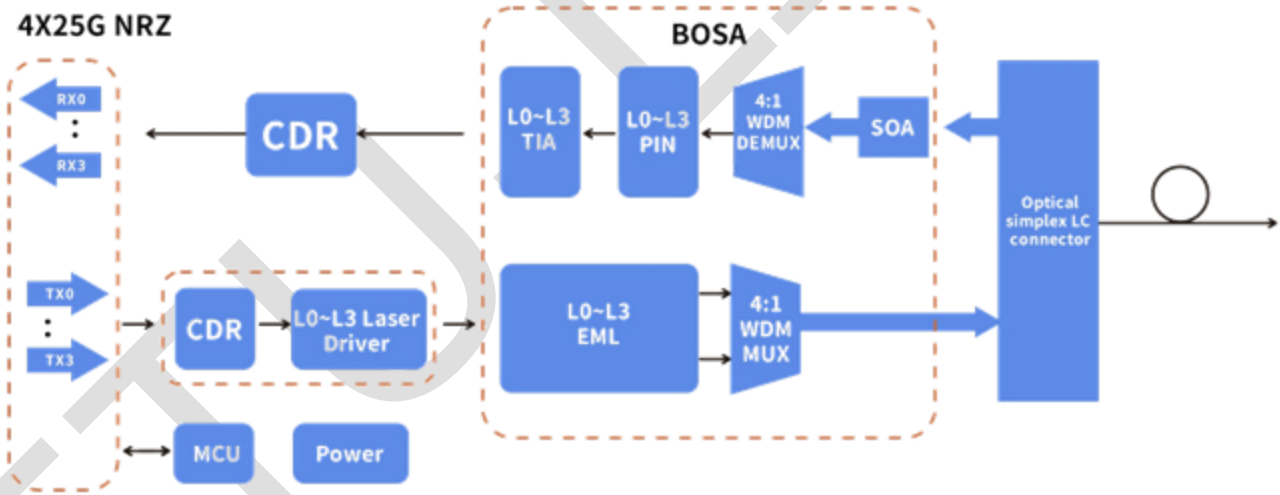 4X25G NRZ
BOSA
RX0
:
RX3
CDR
L0~L3
TIA
L0~L3
PIN
4:1
WDM
DEMUX
SOA
Optical
simplex LC
connector
TX0
:
TX3
CDR
L0~L3 Laser
Driver
L0~L3
EML
4:1
WDM
MUX
MCU
Power